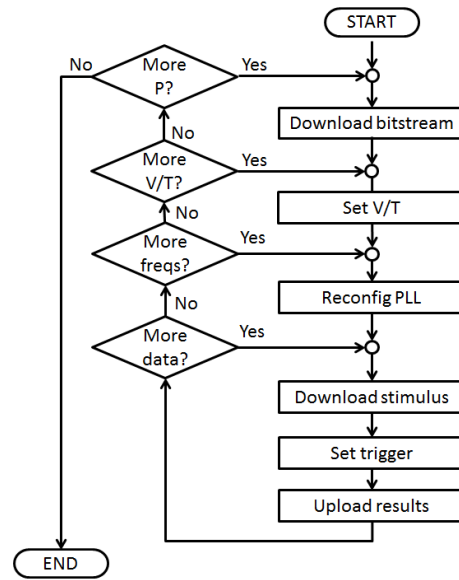 START
No
More
P?
Yes
Download bitstream
No
More
V/T?
Yes
Set V/T
No
More
freqs?
Yes
Reconfig PLL
No
More
data?
Yes
Download stimulus
Set trigger
Upload results
END